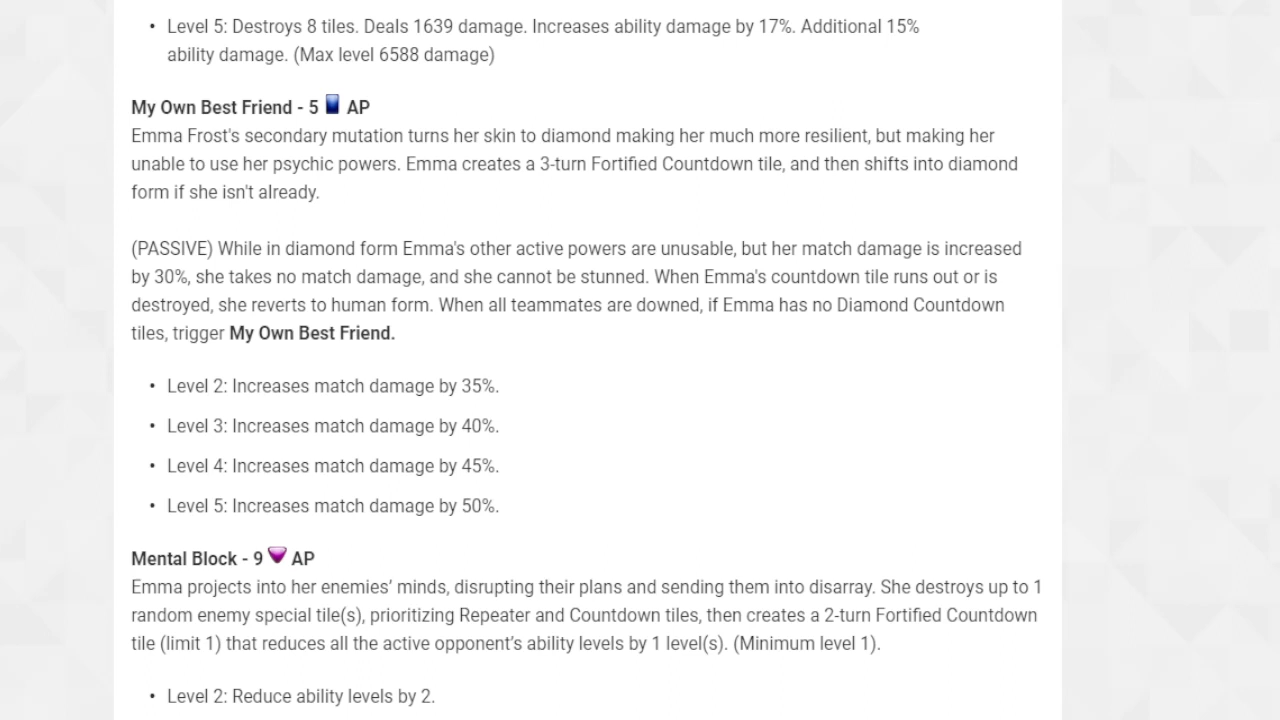 • Level 5: Destroys 8 tiles. Deals 1639 damage. Increases ability damage by 17%. Additional 15%
ability damage. (Max level 6588 damage)
My Own Best Friend - 5 AP
Emma Frost's secondary mutation turns her skin to diamond making her much more resilient, but making her
unable to use her psychic powers. Emma creates a 3-turn Fortified Countdown tile, and then shifts into diamond
form if she isn't already.
(PASSIVE) While in diamond form Emma's other active powers are unusable, but her match damage is increased
by 30%, she takes no match damage, and she cannot be stunned. When Emma's countdown tile runs out or is
destroyed, she reverts to human form. When all teammates are downed, if Emma has no Diamond Countdown
tiles, trigger My Own Best Friend.
• Level 2: Increases match damage by 35%.
• Level 3: Increases match damage by 40%.
• Level 4: Increases match damage by 45%.
• Level 5: Increases match damage by 50%.
Mental Block - 9 AP
Emma projects into her enemies’ minds, disrupting their plans and sending them into disarray. She destroys up to 1
random enemy special tile(s), prioritizing Repeater and Countdown tiles, then creates a 2-turn Fortified Countdown
tile (limit 1) that reduces all the active opponent’s ability levels by 1 level(s). (Minimum level 1).
• Level 2: Reduce ability levels by 2.